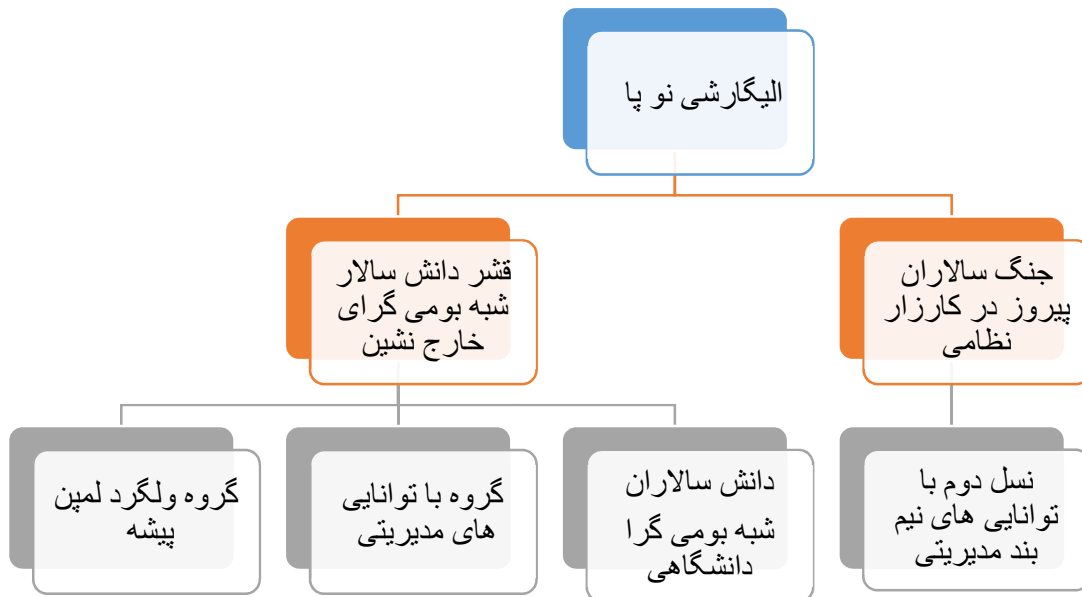 الیگارشی نو پا
جنگ سالاران
پیروز در کارزار
نظامی
قشر دانش سالار
شبه بومی گرای
خارج نشین
نسل دوم با
توانایی های نیم
بند مدیریتی
دانش سالاران
شبه بومی گرا
دانشگاهی
گروه با توانایی
های مدیریتی
گروه ولگرد لمپن
پیشه